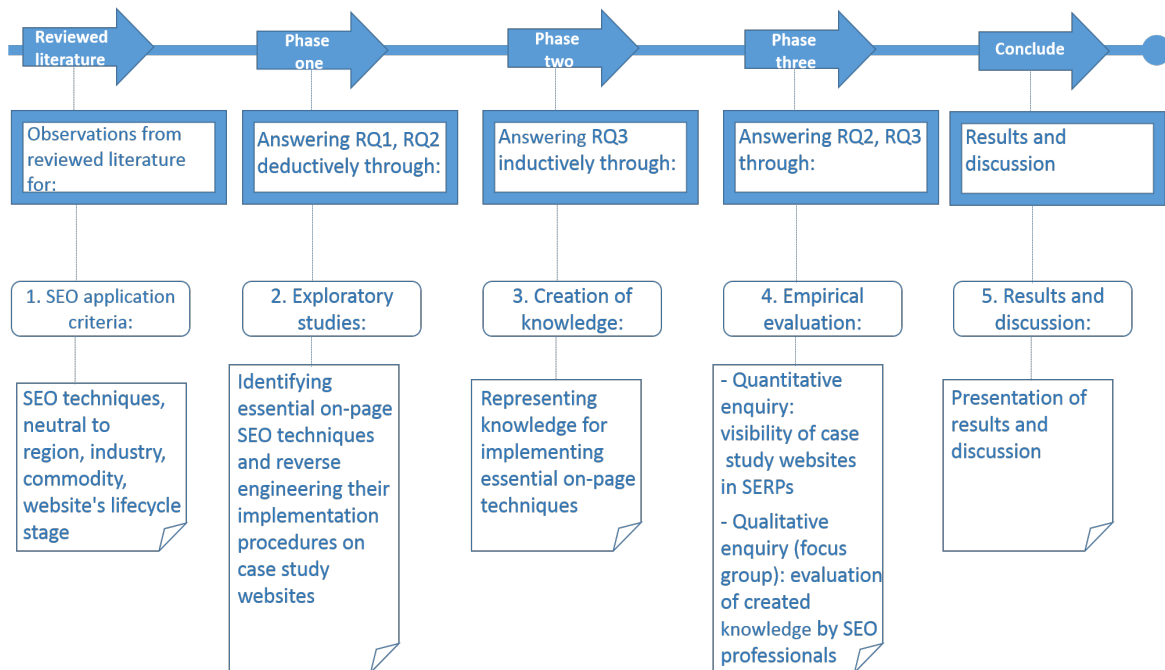 Reviewed
literature
Phase
one
Phase
two
Phase
three
Conclude
Observations from
reviewed literature
for:
Answering RQ1, RQ2
deductively through:
Answering RQ3
inductively through:
Answering RQ2, RQ3
through:
Results and
discussion
1. SEO application
criteria:
2. Exploratory
studies:
3. Creation of
knowledge:
4. Empirical
evaluation:
5. Results and
discussion:
SEO techniques,
neutral to
region, industry,
commodity,
website's lifecycle
stage
Identifying
essential on-page
SEO techniques
and reverse
engineering their
implementation
procedures on
case study
websites
Representing
knowledge for
implementing
essential on-page
techniques
- Quantitative
enquiry:
visibility of case
study websites
in SERPs
- Qualitative
enquiry (focus
group): evaluation
of created
knowledge by SEO
professionals
Presentation of
results and
discussion